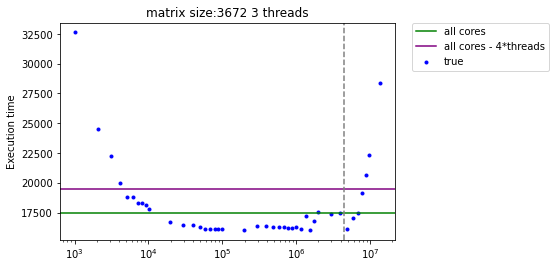 matrix size:3672 3 threads
Execution time
32500
30000
27500
25000
22500
20000
17500
10³
10⁴
10⁵
10⁶
10⁷
all cores
all cores - 4*threads
true